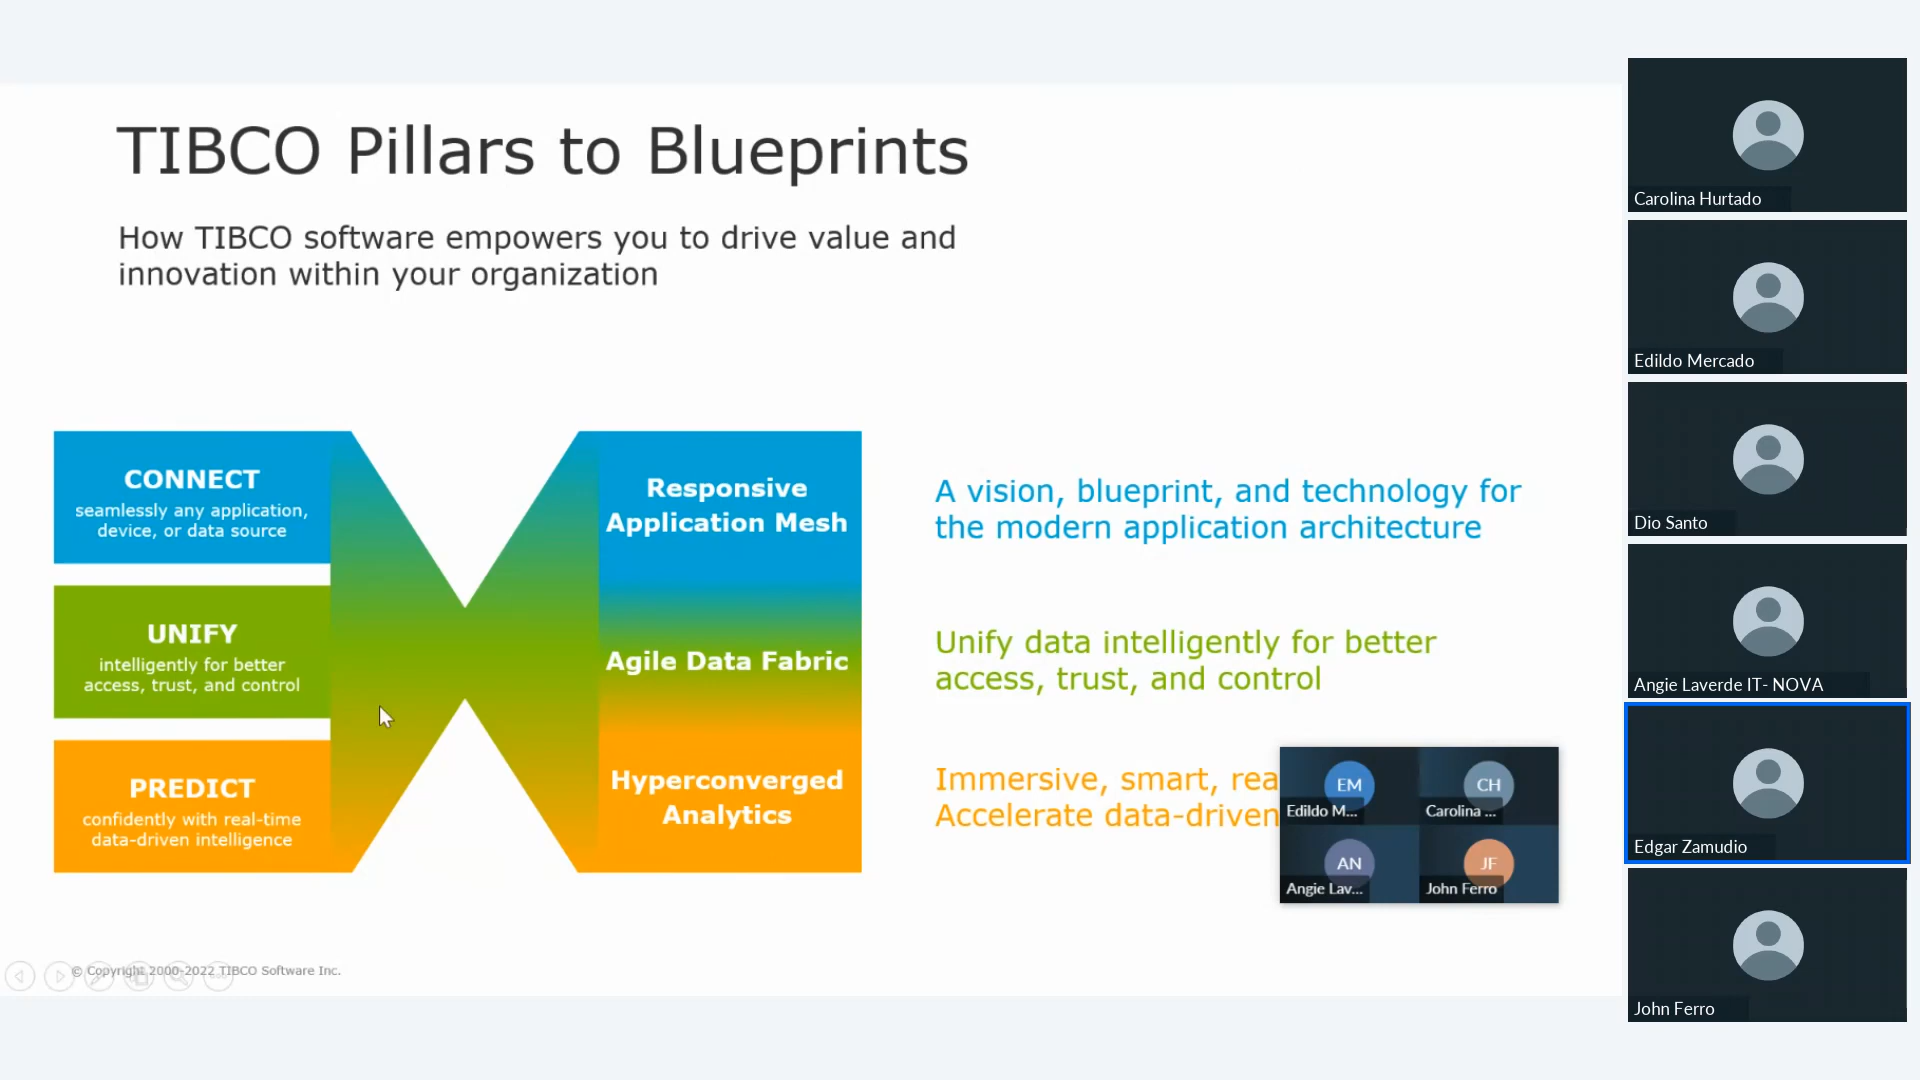 TIBCO Pillars to Blueprints
How TIBCO software empowers you to drive value and
innovation within your organization
CONNECT
seamlessly any application,
device, or data source
UNIFY
intelligently for better
access, trust, and control
PREDICT
confidently with real-time
data-driven intelligence
Responsive
Application Mesh
Agile Data Fabric
Hyperconverged
Analytics
A vision, blueprint, and technology for
the modern application architecture
Unify data intelligently for better
access, trust, and control
Immersive, smart, rea
Accelerate data-driven
EM
Edildo M...
CH
Carolina ...
AN
Angie Lav...
JF
John Ferro
© Copyright 2000-2022 TIBCO Software Inc.
Carolina Hurtado
Edildo Mercado
Dio Santo
Angie Laverde IT- NOVA
Edgar Zamudio
John Ferro